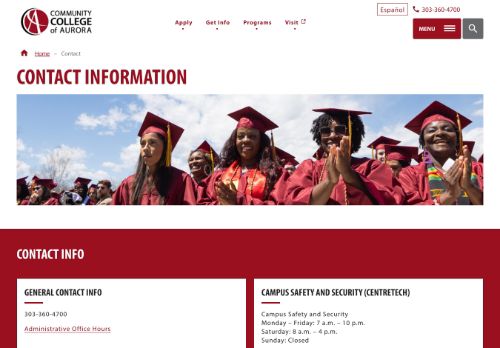 COMMUNITY
COLLEGE
of AURORA
Español
303-360-4700
Apply
Get Info
Programs
Visit
MENU
Home – Contact
CONTACT INFORMATION
CONTACT INFO
GENERAL CONTACT INFO
303-360-4700
Administrative Office Hours
CAMPUS SAFETY AND SECURITY (CENTRETECH)
Campus Safety and Security
Monday – Friday: 7 a.m. – 10 p.m.
Saturday: 8 a.m. – 4 p.m.
Sunday: Closed